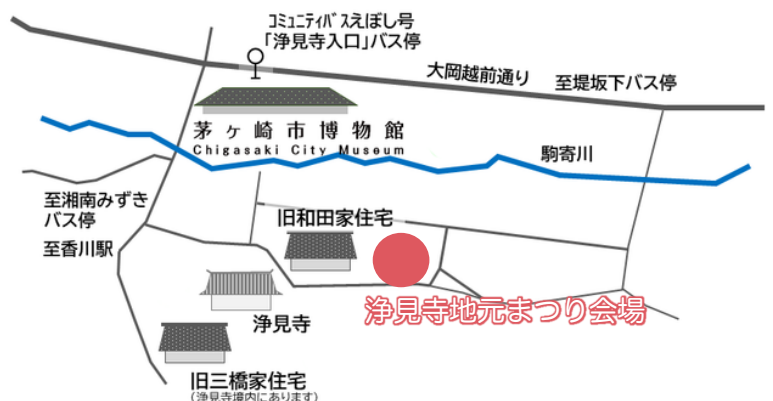 ｺﾐｭﾆﾃｨﾊﾞｽえぼし号
「浄見寺入口」バス停
大岡越前通り
至堤坂下バス停
茅ヶ崎市博物館
Chigasaki City Museum
駒寄川
至湘南みずき
バス停
至香川駅
旧和田家住宅
浄見寺地元まつり会場
浄見寺
旧三橋家住宅
（浄見寺境内にあります）